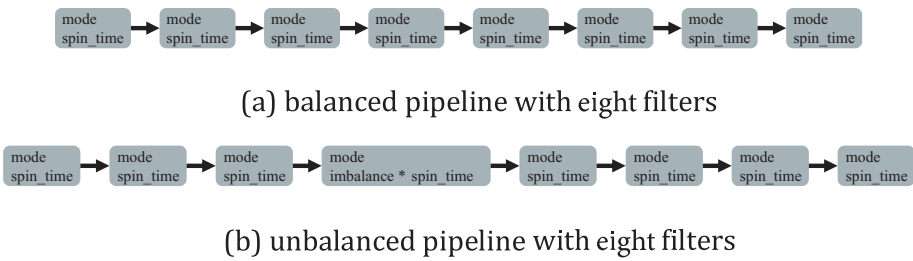 mode
spin_time
mode
spin_time
mode
spin_time
mode
spin_time
mode
spin_time
mode
spin_time
mode
spin_time
mode
spin_time
(a) balanced pipeline with eight filters
mode
spin_time
mode
spin_time
mode
spin_time
mode
imbalance * spin_time
mode
spin_time
mode
spin_time
mode
spin_time
mode
spin_time
(b) unbalanced pipeline with eight filters